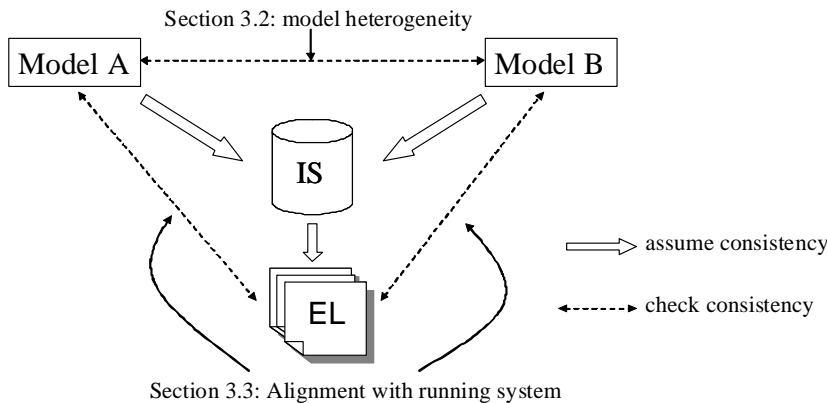 Section 3.2: model heterogeneity
Model A
Model B
IS
assume consistency
EL
check consistency
Section 3.3: Alignment with running system